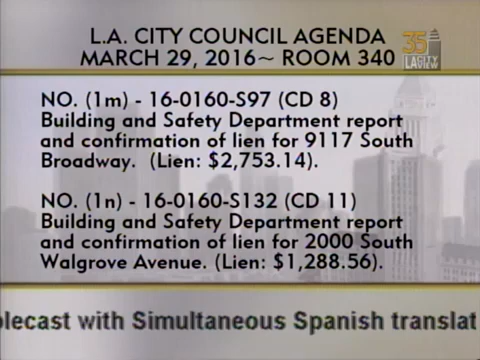 L.A. CITY COUNCIL AGENDA
MARCH 29, 2016~ ROOM 340
35
LACITY
VIEW
NO. (1m) - 16-0160-S97 (CD 8)
Building and Safety Department report
and confirmation of lien for 9117 South
Broadway. (Lien: $2,753.14).
NO. (1n) - 16-0160-S132 (CD 11)
Building and Safety Department report
and confirmation of lien for 2000 South
Walgrove Avenue. (Lien: $1,288.56).
olecast with Simultaneous Spanish translat